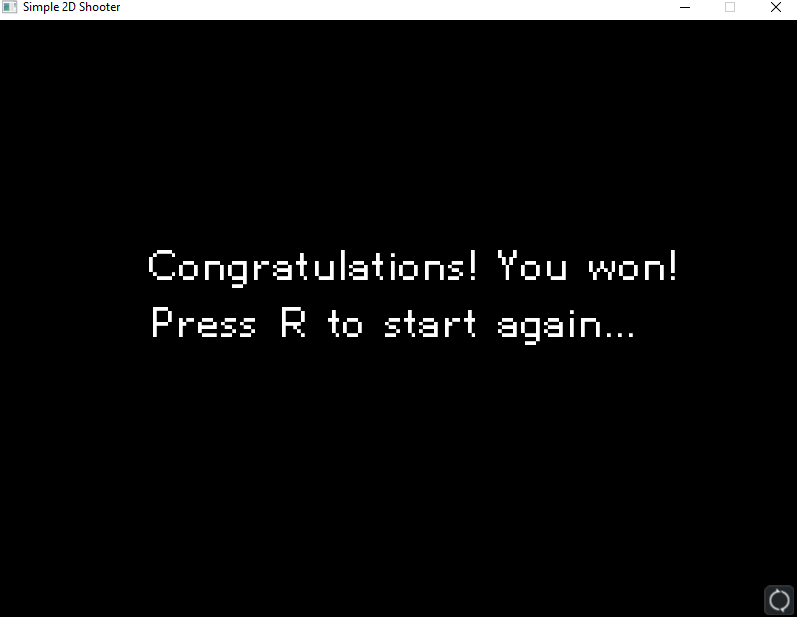 Simple 2D Shooter
Congratulations! You won!
Press R to start again...